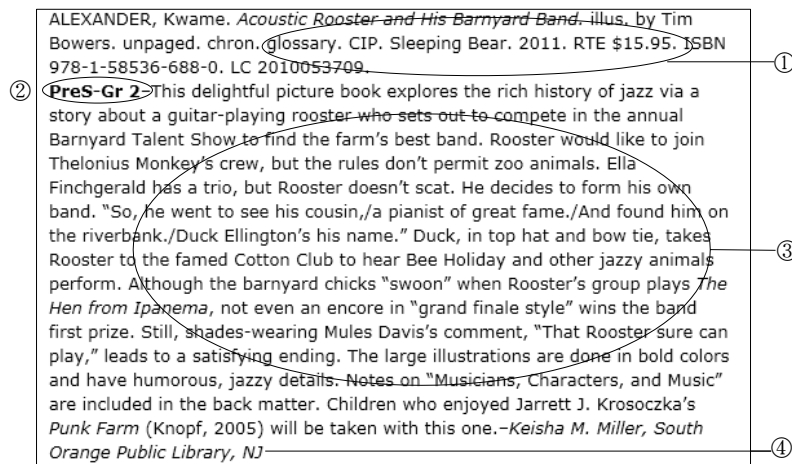 ALEXANDER, Kwame. Acoustic Rooster and His Barnyard Band. illus. by Tim
Bowers. unpaged. chron. glossary. CIP. Sleeping Bear. 2011. RTE $15.95. ISBN
978-1-58536-688-0. LC 2010053709.
①
② PreS-Gr 2–This delightful picture book explores the rich history of jazz via a
story about a guitar-playing rooster who sets out to compete in the annual
Barnyard Talent Show to find the farm's best band. Rooster would like to join
Thelonius Monkey's crew, but the rules don't permit zoo animals. Ella
Finchgerald has a trio, but Rooster doesn't scat. He decides to form his own
band. “So, he went to see his cousin,/a pianist of great fame./And found him on
the riverbank./Duck Ellington's his name.” Duck, in top hat and bow tie, takes
③
Rooster to the famed Cotton Club to hear Bee Holiday and other jazzy animals
perform. Although the barnyard chicks “swoon” when Rooster's group plays The
Hen from Ipanema, not even an encore in “grand finale style” wins the band
first prize. Still, shades-wearing Mules Davis's comment, “That Rooster sure can
play,” leads to a satisfying ending. The large illustrations are done in bold colors
and have humorous, jazzy details. Notes on “Musicians, Characters, and Music”
are included in the back matter. Children who enjoyed Jarrett J. Krosoczka's
Punk Farm (Knopf, 2005) will be taken with this one.–Keisha M. Miller, South
Orange Public Library, NJ ④